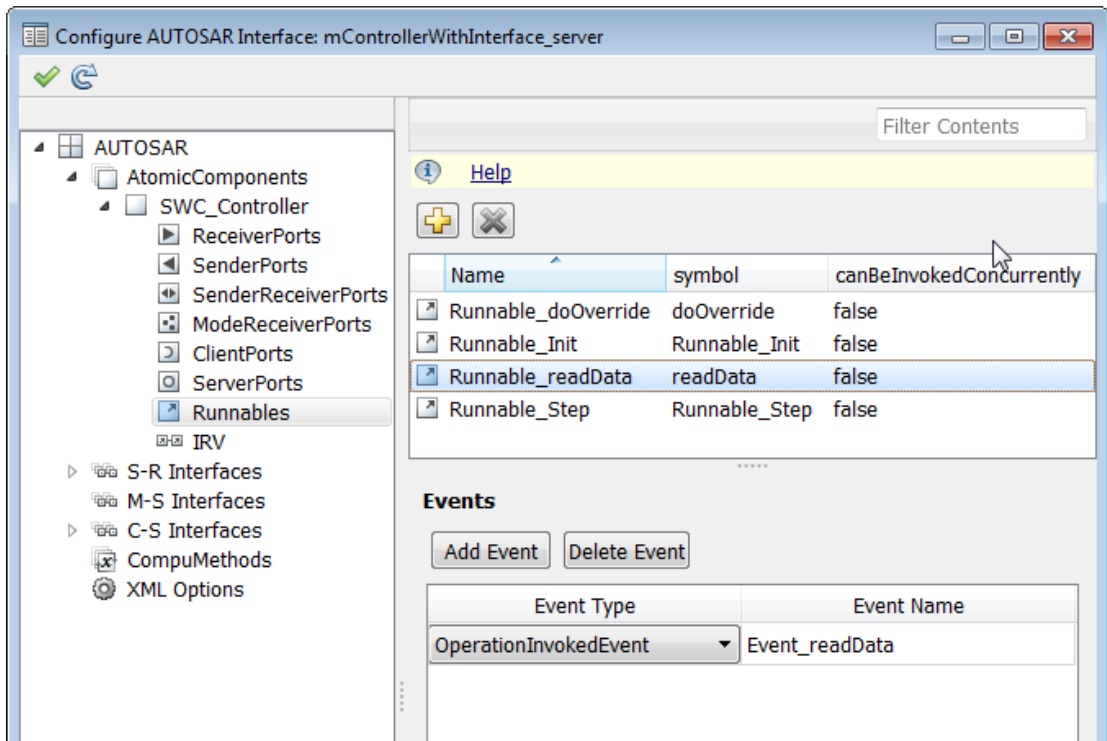 Configure AUTOSAR Interface: mControllerWithInterface_server
Filter Contents
AUTOSAR
AtomicComponents
SWC_Controller
ReceiverPorts
SenderPorts
SenderReceiverPorts
ModeReceiverPorts
ClientPorts
ServerPorts
Runnables
IRV
S-R Interfaces
M-S Interfaces
C-S Interfaces
CompuMethods
XML Options
Help
Name symbol canBeInvokedConcurrently
Runnable_doOverride doOverride false
Runnable_Init Runnable_Init false
Runnable_readData readData false
Runnable_Step Runnable_Step false
Events
Add Event Delete Event
Event Type Event Name
OperationInvokedEvent Event_readData